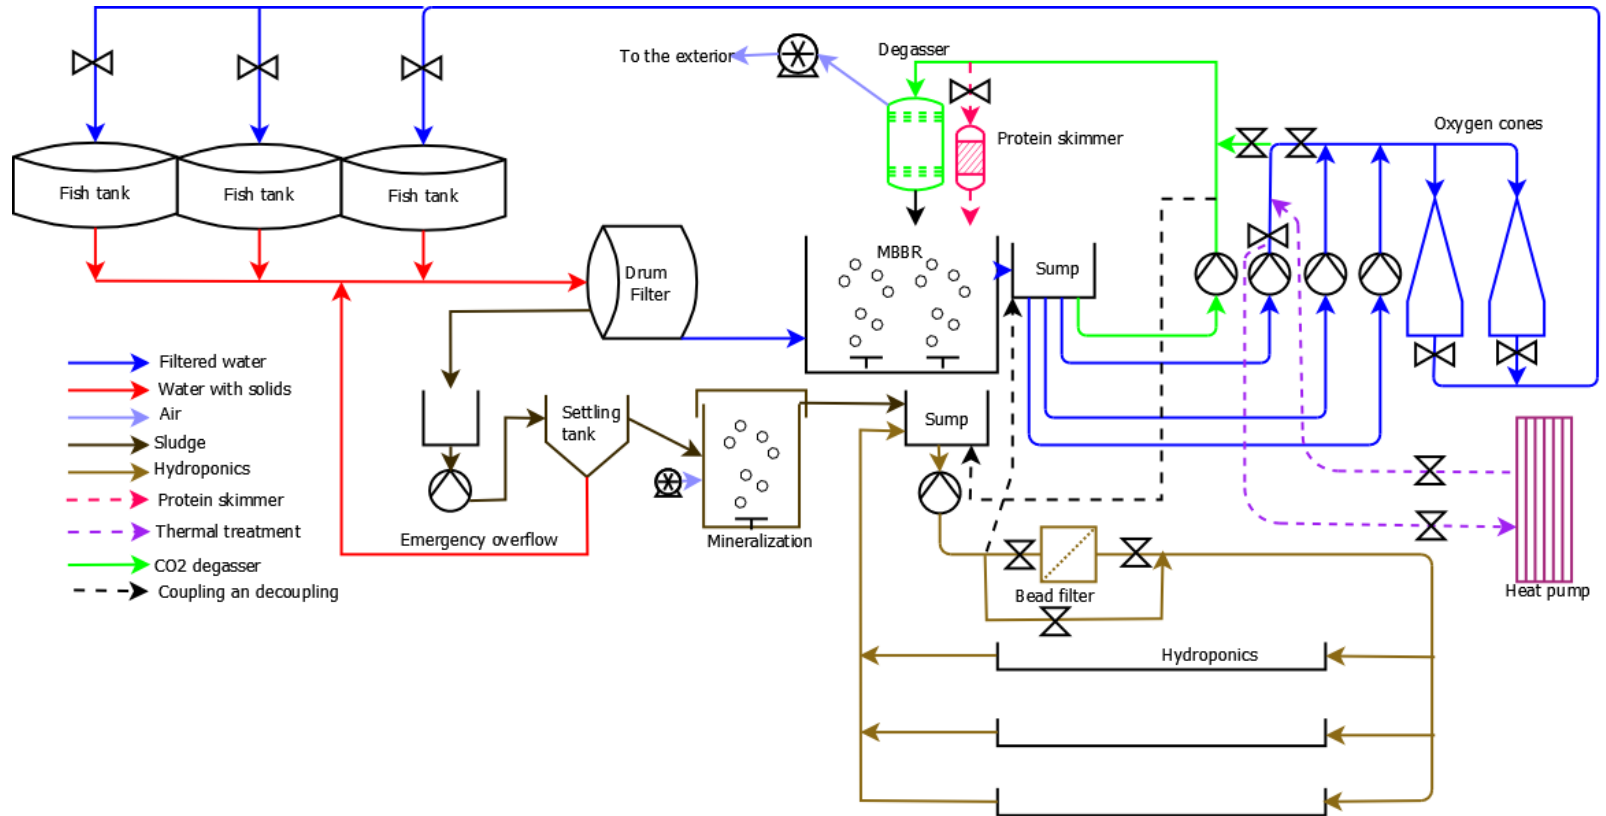 To the exterior
Degasser
Protein skimmer
Oxygen cones
Fish tank
Fish tank
Fish tank
Drum
Filter
MBBR
Sump
Filtered water
Water with solids
Air
Sludge
Hydroponics
Protein skimmer
Thermal treatment
CO2 degasser
Coupling an decoupling
Settling
tank
Sump
Emergency overflow
Mineralization
Bead filter
Heat pump
Hydroponics